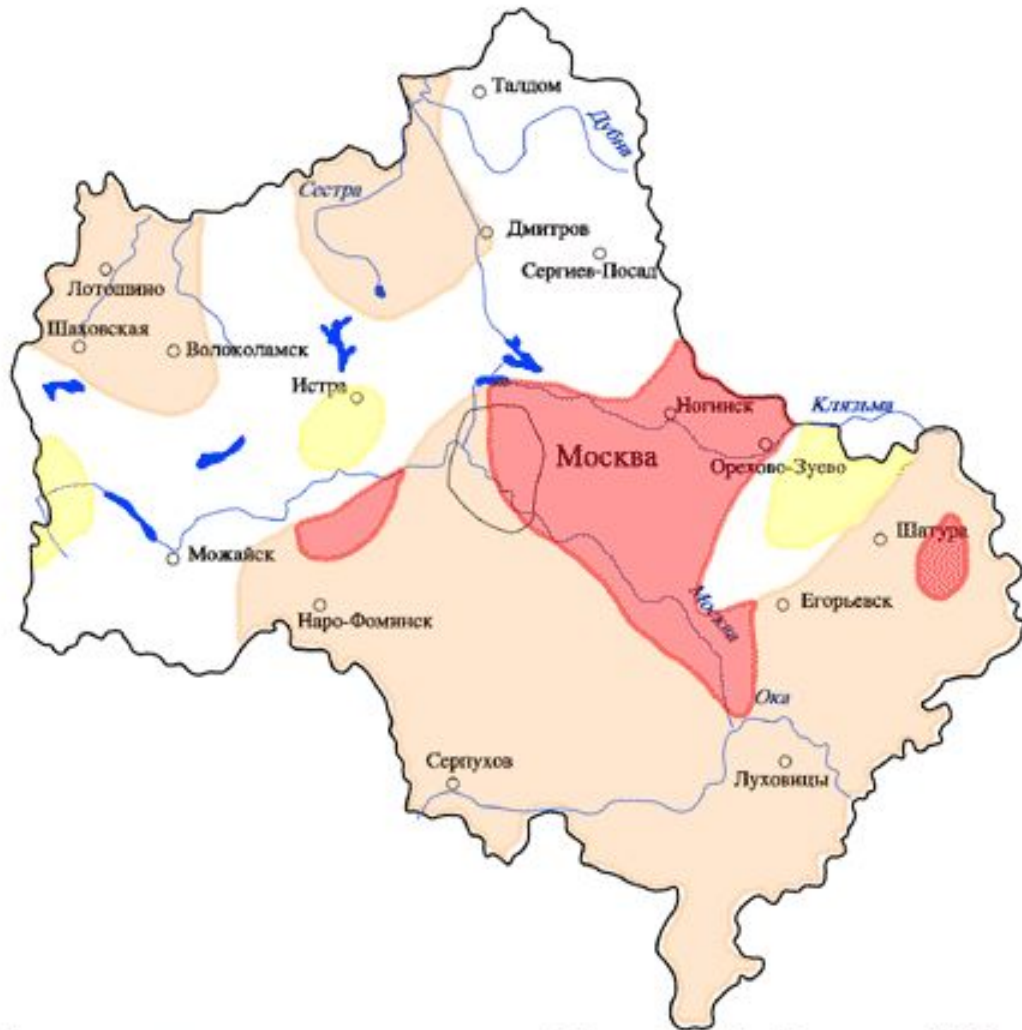 Талдом
Дубна
Сестра
Дмитров
Сергиев-Посад
Лотошино
Шаховская
Волоколамск
Истра
Ногинск
Клязьма
Москва
Орехово-Зуево
Шатура
Можайск
Москва
Егорьевск
Наро-Фоминск
Ока
Серпухов
Луховицы